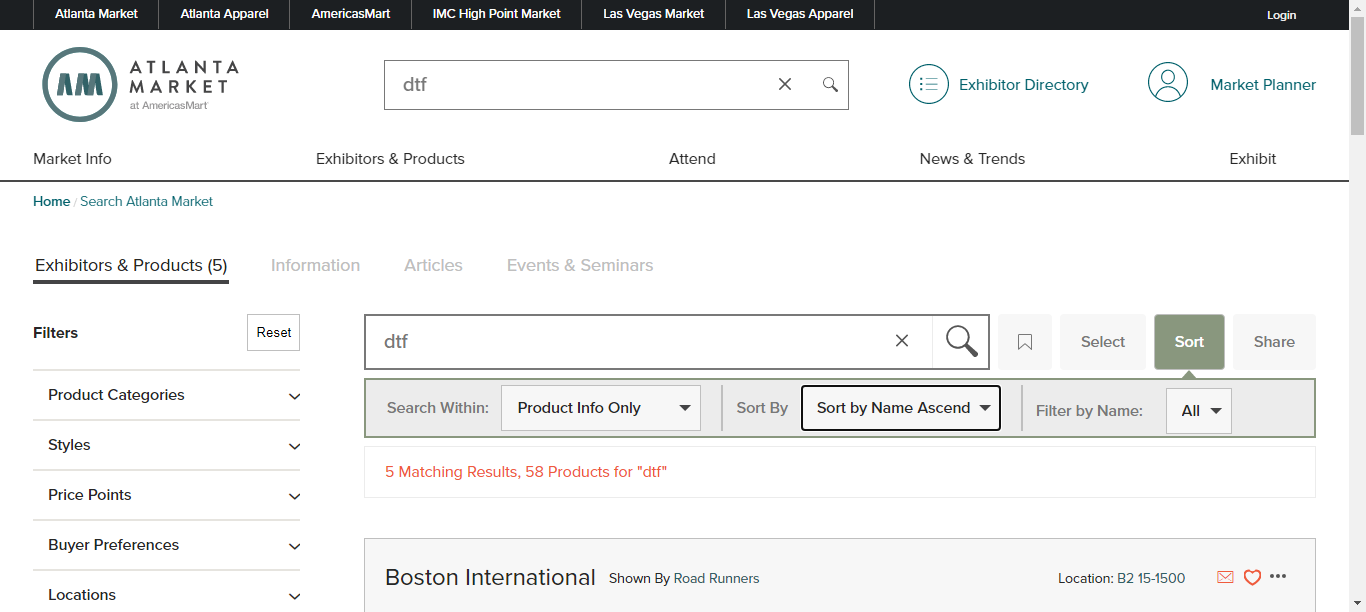 Atlanta Market Atlanta Apparel AmericasMart IMC High Point Market Las Vegas Market Las Vegas Apparel Login
AM ATLANTA
MARKET
at AmericasMart
dtf
Exhibitor Directory
Market Planner
Market Info Exhibitors & Products Attend News & Trends Exhibit
Home / Search Atlanta Market
Exhibitors & Products (5) Information Articles Events & Seminars
Filters Reset
dtf Select Sort Share
Product Categories
Search Within: Product Info Only Sort By Sort by Name Ascend Filter by Name: All
Styles
5 Matching Results, 58 Products for "dtf"
Price Points
Buyer Preferences
Locations
Boston International Shown By Road Runners Location: B2 15-1500